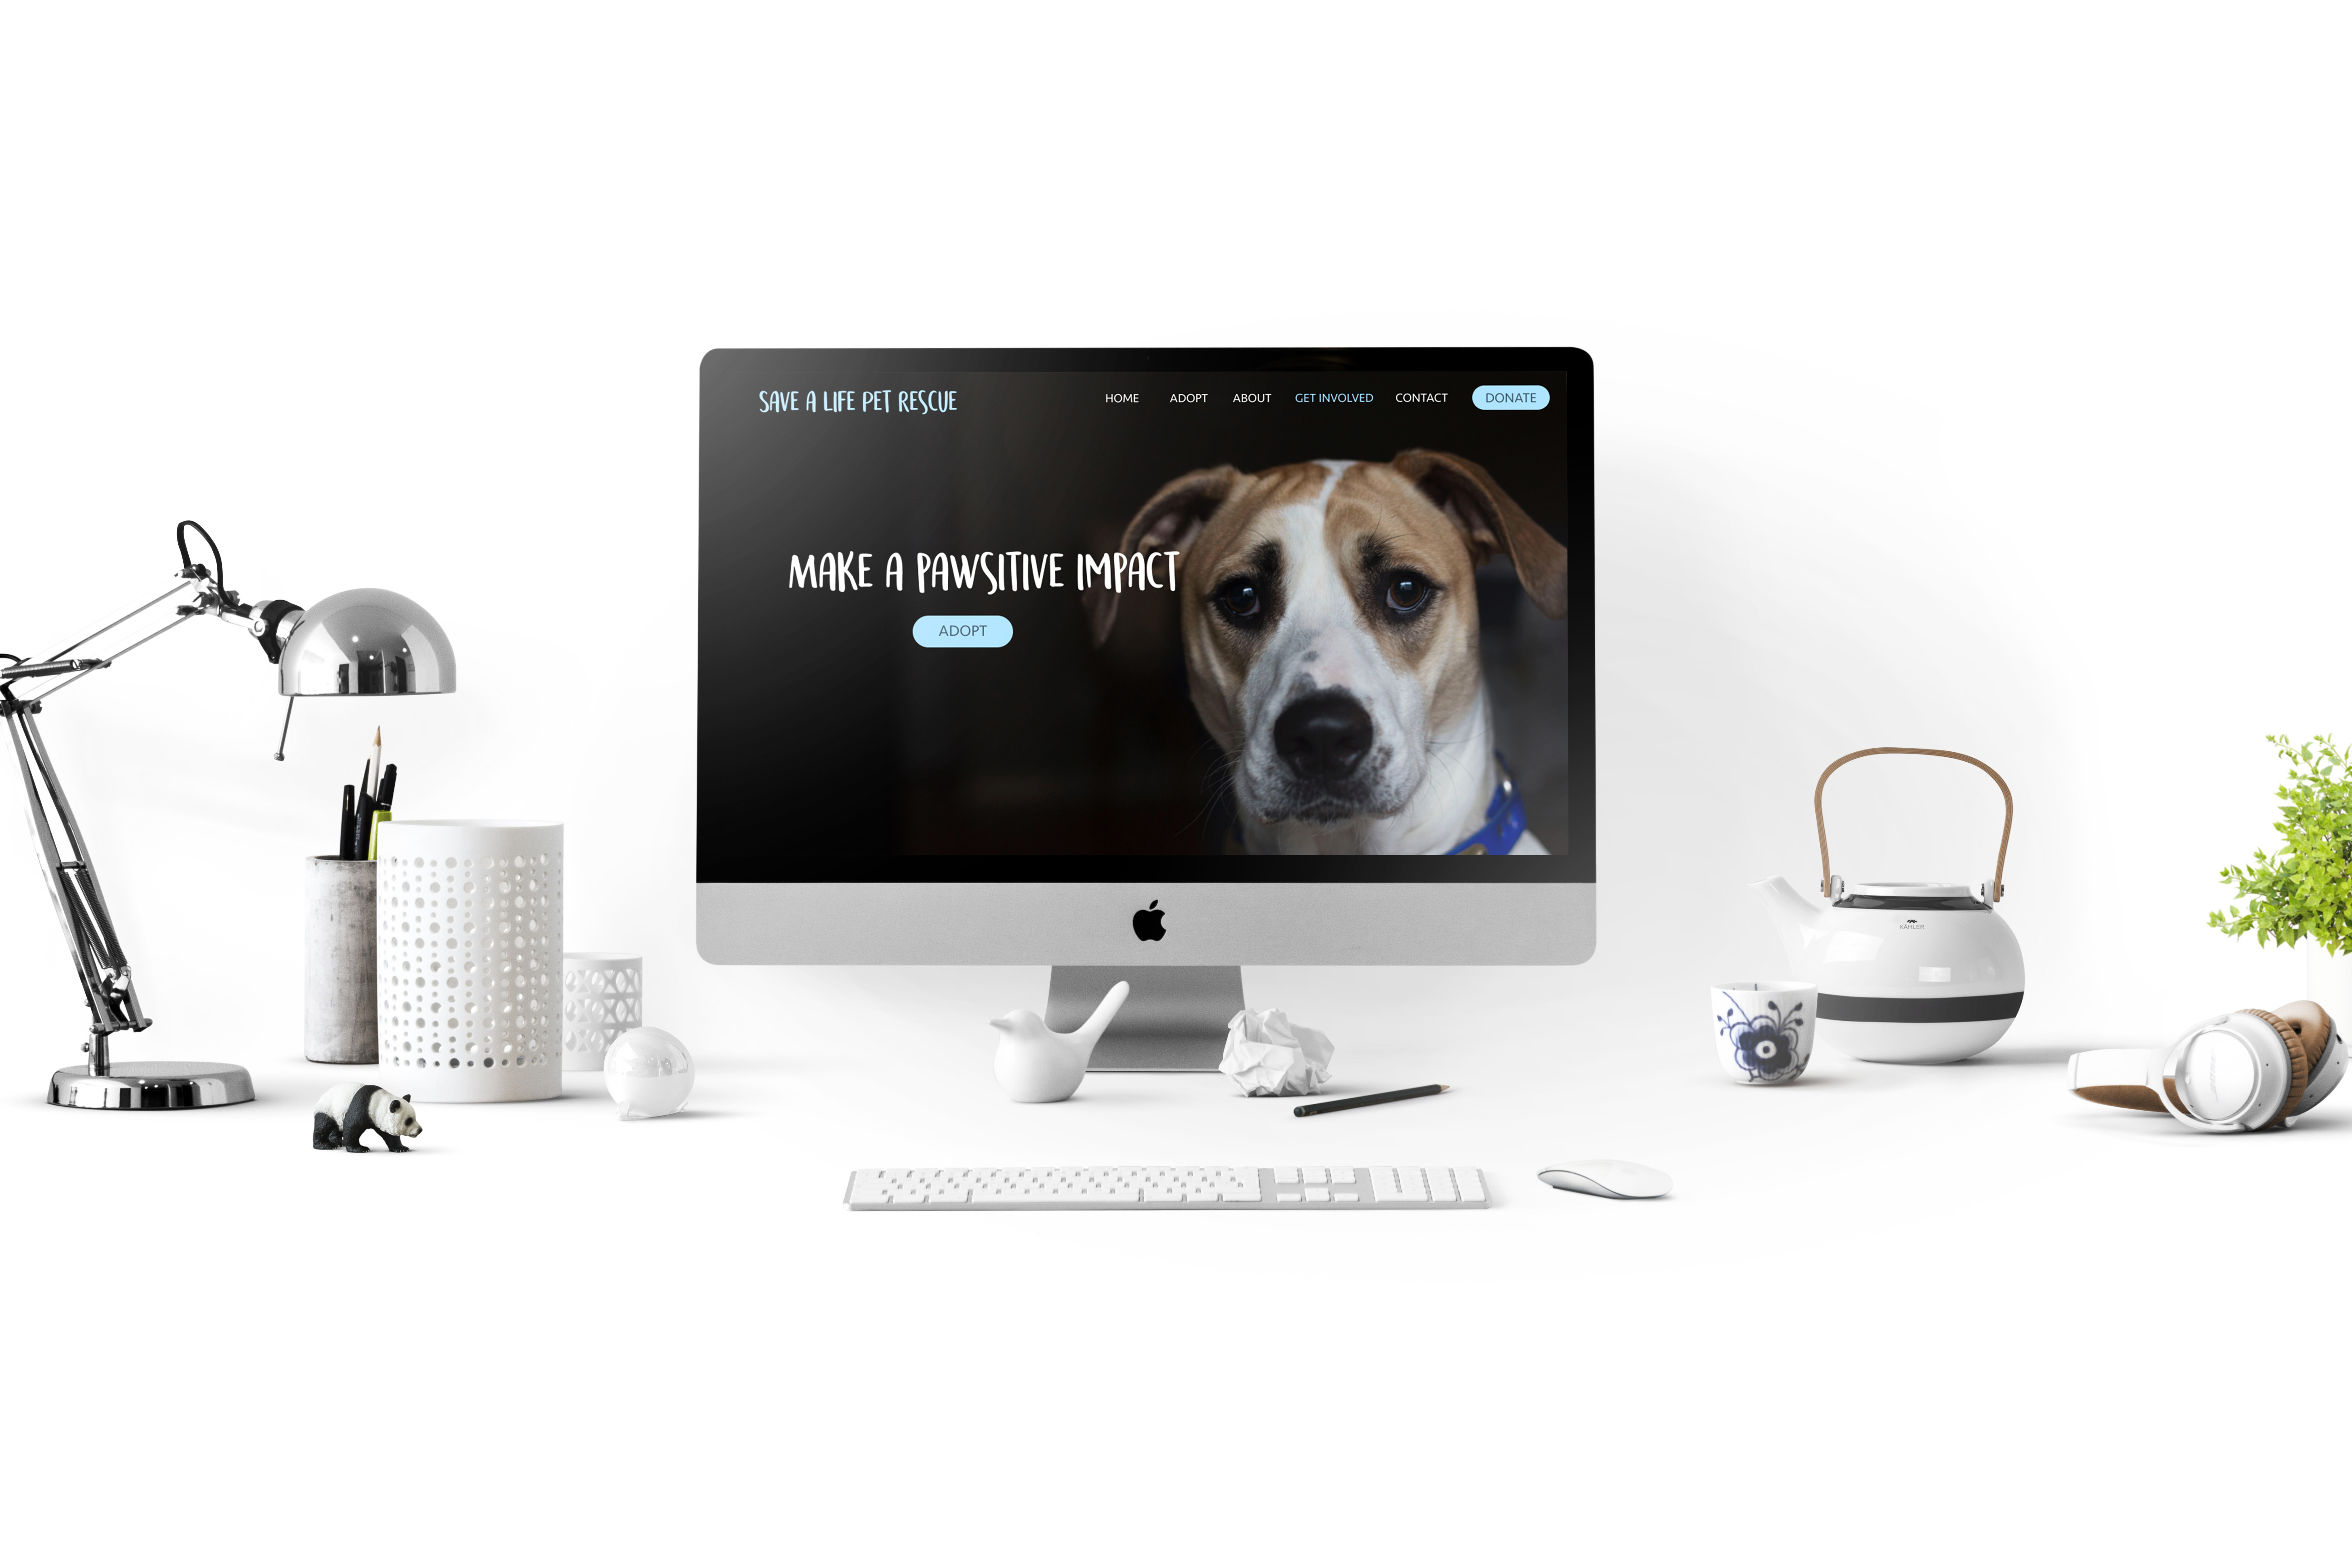 SAVE A LIFE PET RESCUE
HOME ADOPT ABOUT GET INVOLVED CONTACT DONATE
MAKE A PAWSITIVE IMPACT
ADOPT
KÄHLER